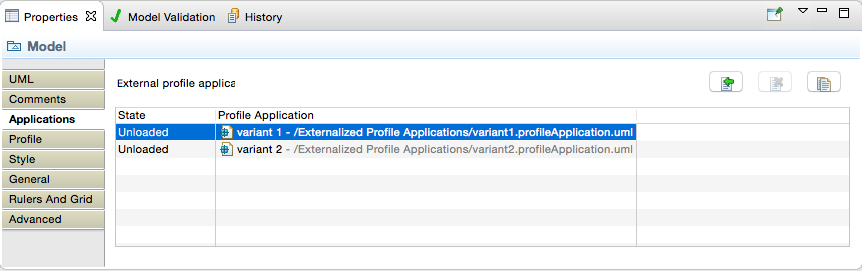 Properties Model Validation History
Model
UML
Comments
Applications
Profile
Style
General
Rulers And Grid
Advanced
External profile applica
State Profile Application
Unloaded variant 1 - /Externalized Profile Applications/variant1.profileApplication.uml
Unloaded variant 2 - /Externalized Profile Applications/variant2.profileApplication.uml